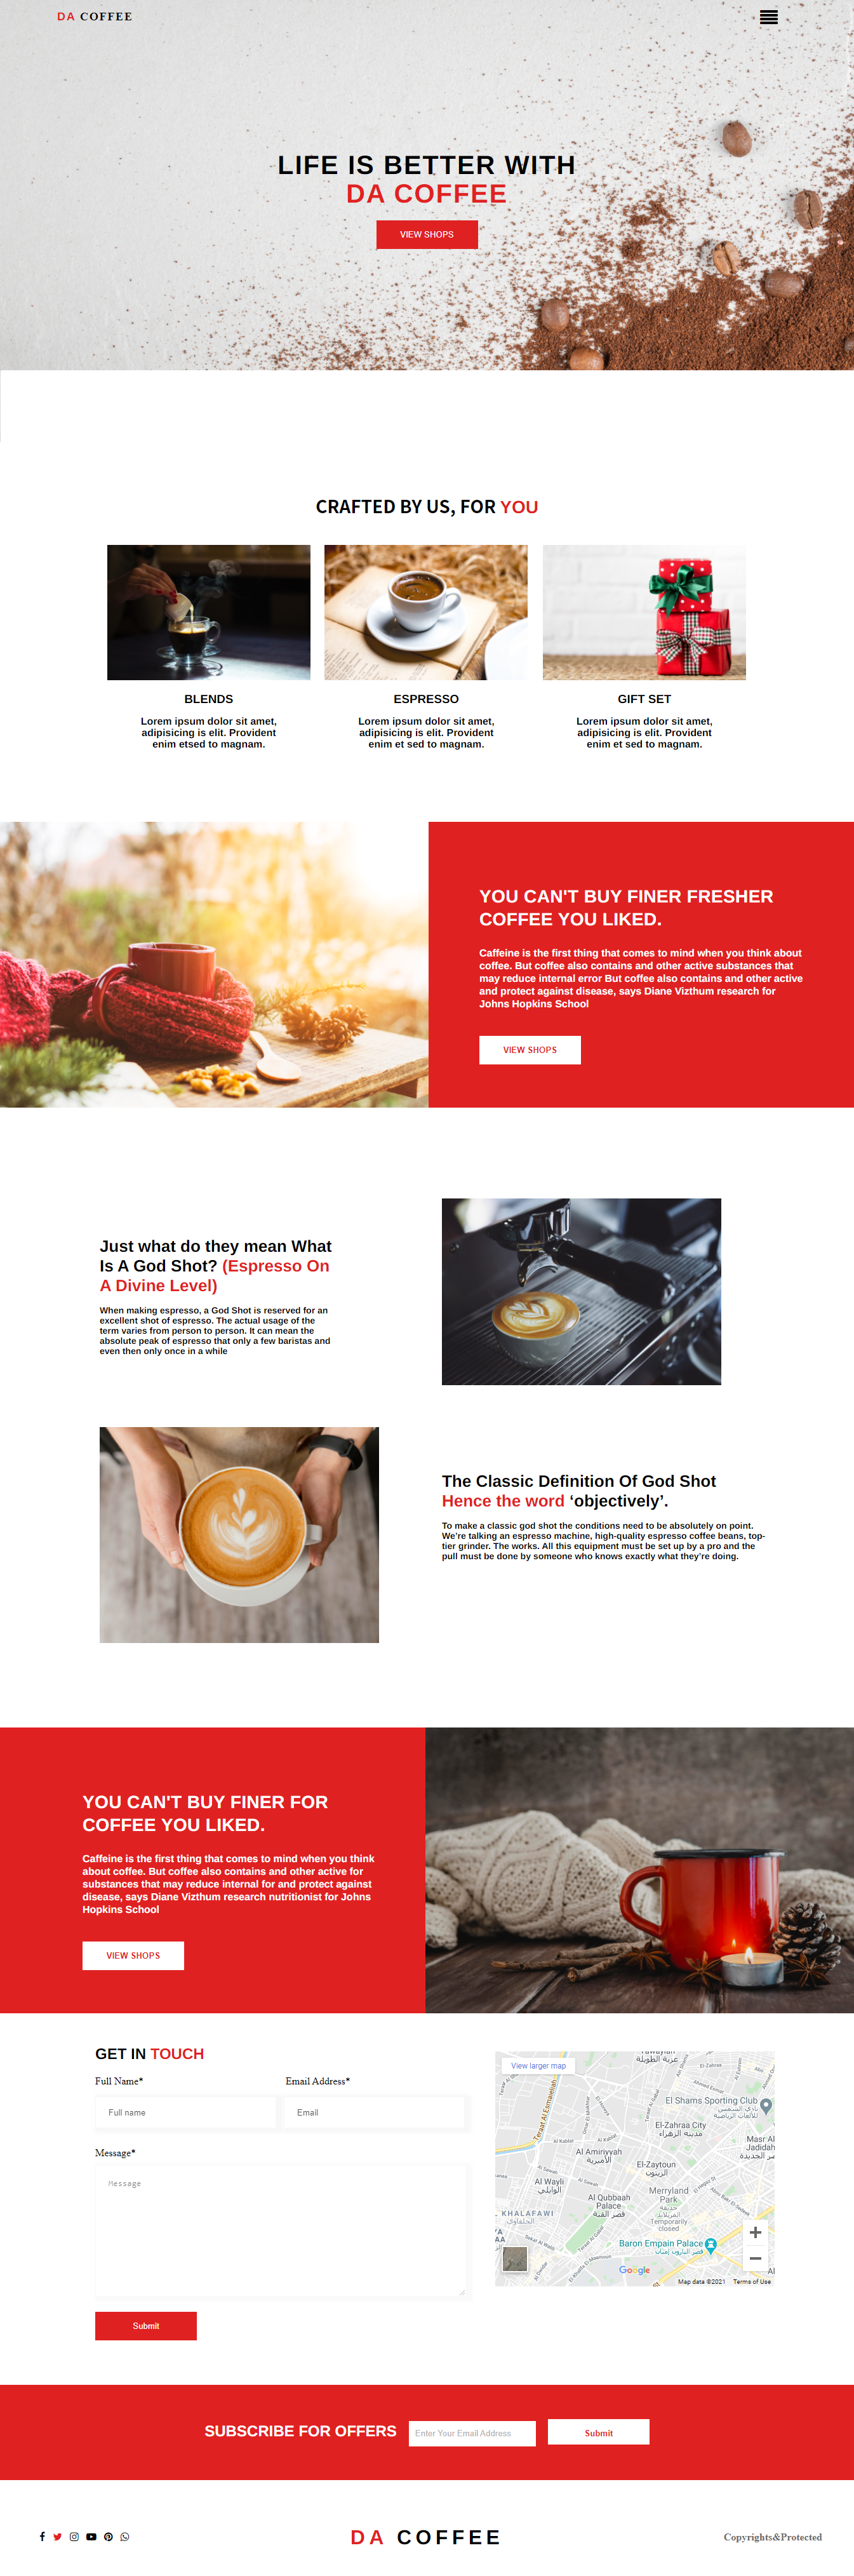 DA COFFEE
LIFE IS BETTER WITH
DA COFFEE
VIEW SHOPS
CRAFTED BY US, FOR YOU
BLENDS
Lorem ipsum dolor sit amet,
adipisicing is elit. Provident
enim etsed to magnam.
ESPRESSO
Lorem ipsum dolor sit amet,
adipisicing is elit. Provident
enim et sed to magnam.
GIFT SET
Lorem ipsum dolor sit amet,
adipisicing is elit. Provident
enim et sed to magnam.
YOU CAN'T BUY FINER FRESHER
COFFEE YOU LIKED.
Caffeine is the first thing that comes to mind when you think about
coffee. But coffee also contains and other active substances that
may reduce internal error But coffee also contains and other active
and protect against disease, says Diane Vizthum research for
Johns Hopkins School
VIEW SHOPS
Just what do they mean What
Is A God Shot? (Espresso On
A Divine Level)
When making espresso, a God Shot is reserved for an
excellent shot of espresso. The actual usage of the
term varies from person to person. It can mean the
absolute peak of espresso that only a few baristas and
even then only once in a while
The Classic Definition Of God Shot
Hence the word ‘objectively’.
To make a classic god shot the conditions need to be absolutely on point.
We’re talking an espresso machine, high-quality espresso coffee beans, top-
tier grinder. The works. All this equipment must be set up by a pro and the
pull must be done by someone who knows exactly what they’re doing.
YOU CAN'T BUY FINER FOR
COFFEE YOU LIKED.
Caffeine is the first thing that comes to mind when you think
about coffee. But coffee also contains and other active for
substances that may reduce internal for and protect against
disease, says Diane Vizthum research nutritionist for Johns
Hopkins School
VIEW SHOPS
GET IN TOUCH
Full Name* Email Address*
Full name Email
Message*
Message
Submit
View larger map
عزبة الطويلة
El-Zahraa
El Shams Sporting Club
El-Zahraa City
مدينة الزهراء
Al Amiriyyah
الأميرية
El-Zaytoun
الزيتون
Al Wayli
الوايلي
Al Qubbaah
Palace
قصر القبة
Merryland
Park
Temporarily
closed
Baron Empain Palace
Google
Map data ©2021 Terms of Use
SUBSCRIBE FOR OFFERS Enter Your Email Address Submit
DA COFFEE
Copyrights&Protected